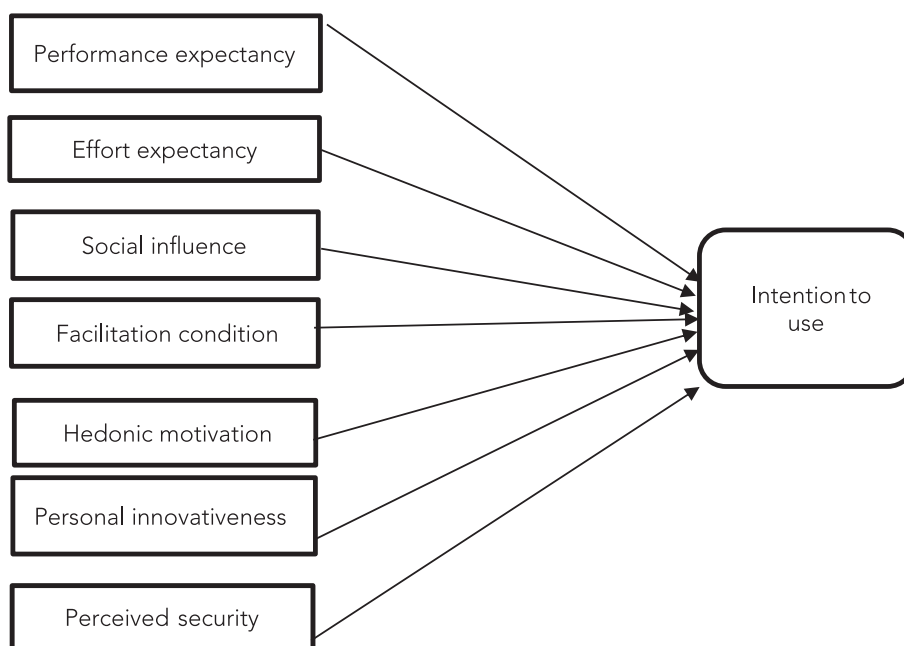 Performance expectancy
Effort expectancy
Social influence
Facilitation condition
Hedonic motivation
Personal innovativeness
Perceived security
Intention to
use